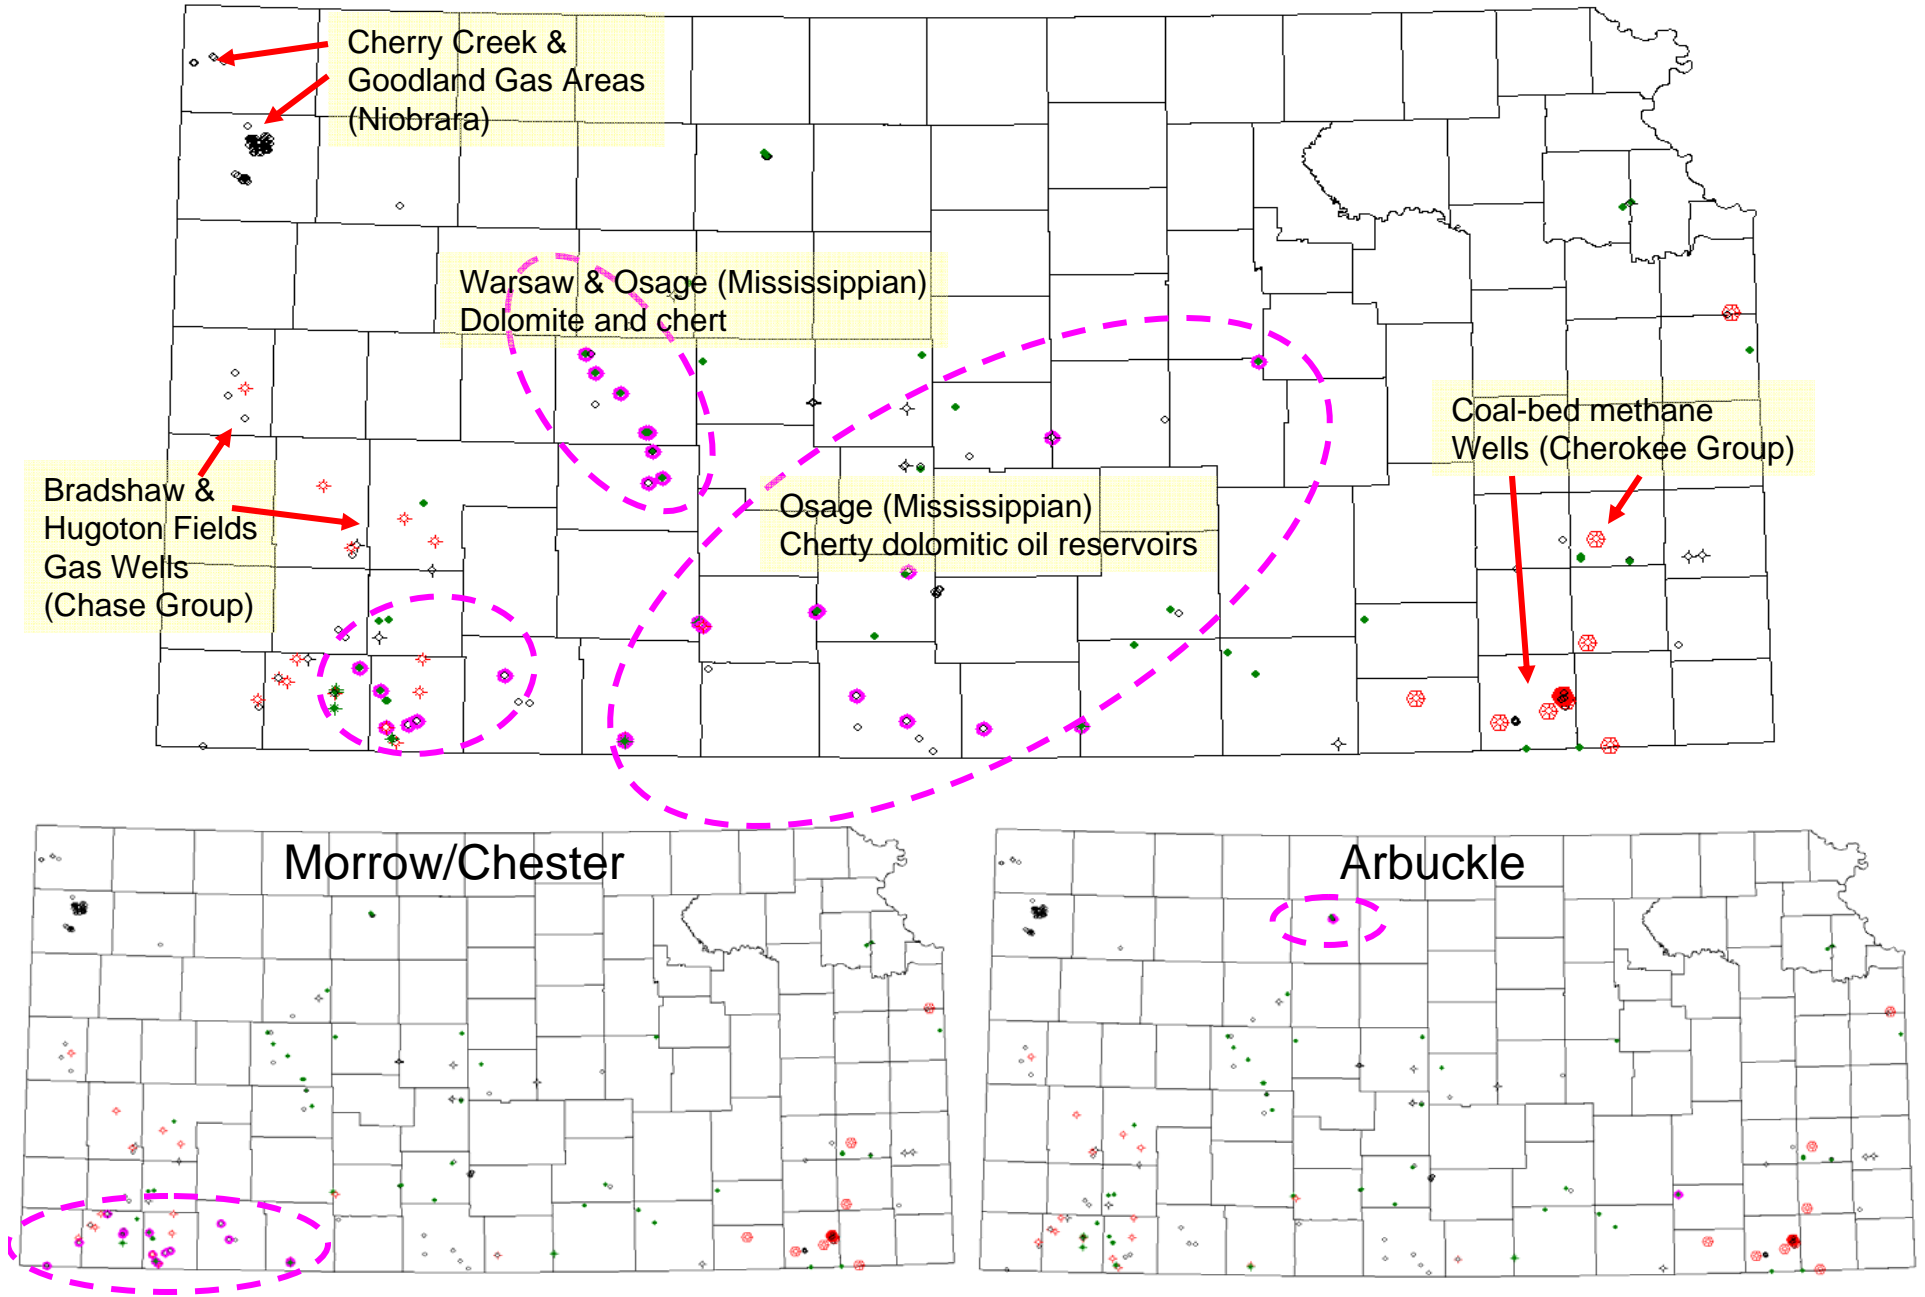 Cherry Creek &
Goodland Gas Areas
(Niobrara)
Warsaw & Osage (Mississippian)
Dolomite and chert
Coal-bed methane
Wells (Cherokee Group)
Bradshaw &
Hugoton Fields
Gas Wells
(Chase Group)
Osage (Mississippian)
Cherty dolomitic oil reservoirs
Morrow/Chester
Arbuckle